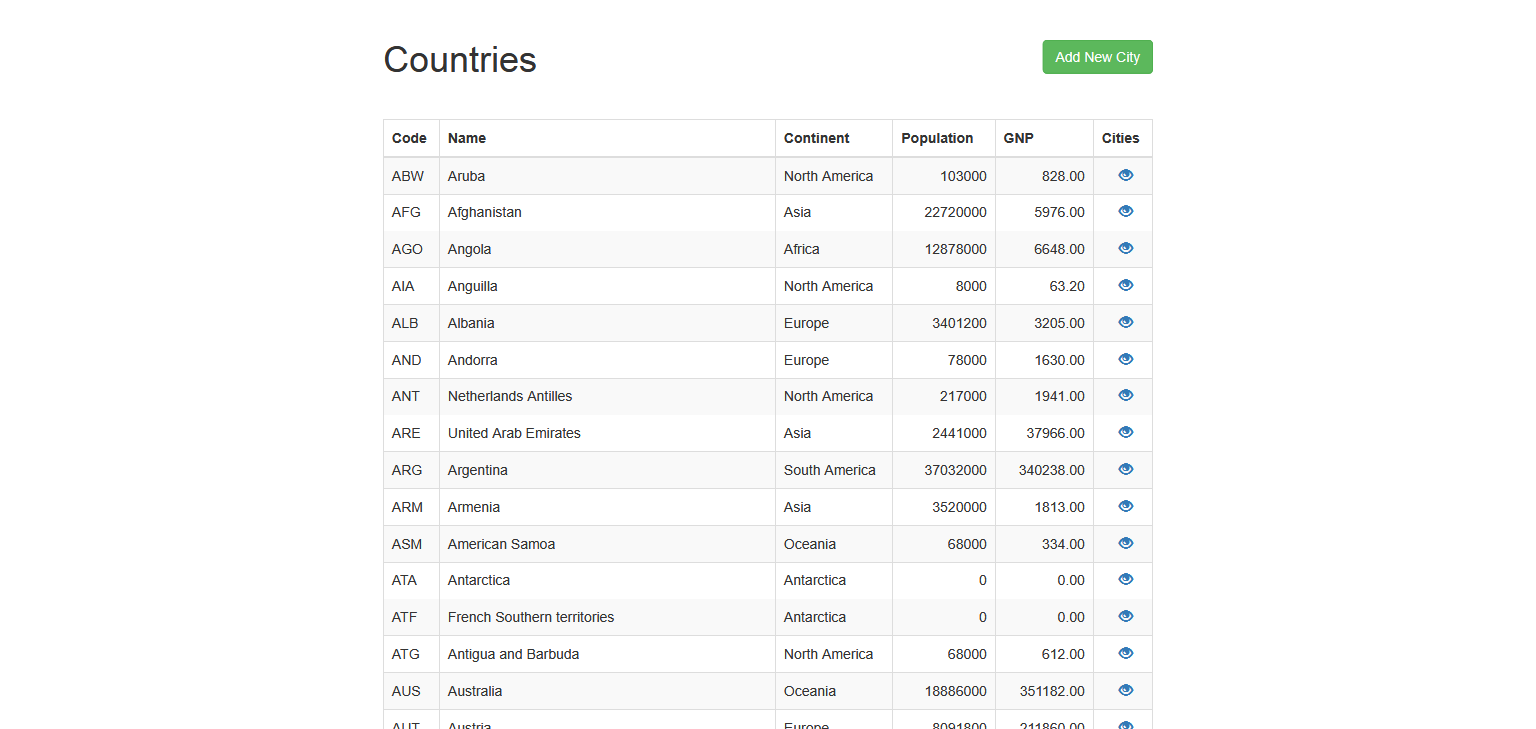 Countries
Add New City
Code Name Continent Population GNP Cities
ABW Aruba North America 103000 828.00
AFG Afghanistan Asia 22720000 5976.00
AGO Angola Africa 12878000 6648.00
AIA Anguilla North America 8000 63.20
ALB Albania Europe 3401200 3205.00
AND Andorra Europe 78000 1630.00
ANT Netherlands Antilles North America 217000 1941.00
ARE United Arab Emirates Asia 2441000 37966.00
ARG Argentina South America 37032000 340238.00
ARM Armenia Asia 3520000 1813.00
ASM American Samoa Oceania 68000 334.00
ATA Antarctica Antarctica 0 0.00
ATF French Southern territories Antarctica 0 0.00
ATG Antigua and Barbuda North America 68000 612.00
AUS Australia Oceania 18886000 351182.00
AUT Austria Europe 8091800 211860.00